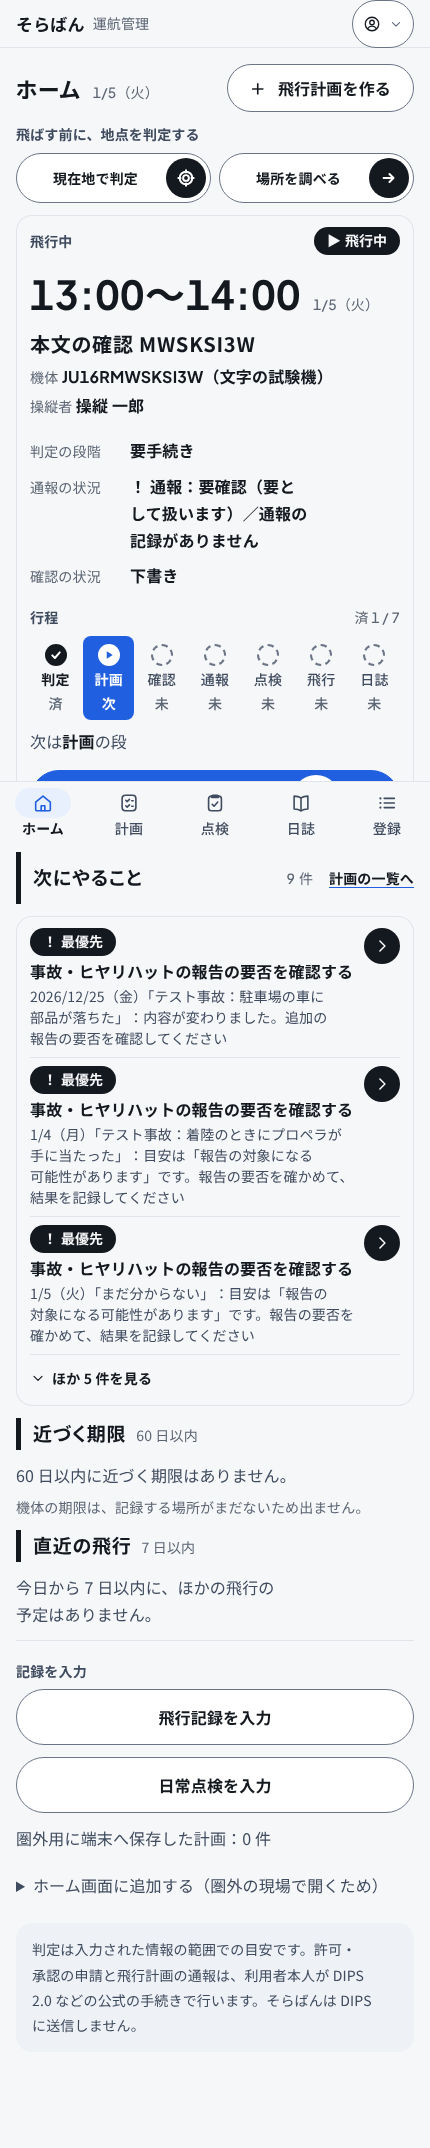 そらばん 運航管理
ホーム 1/5（火）
＋ 飛行計画を作る
飛ばす前に、地点を判定する
現在地で判定
場所を調べる
飛行中
▶ 飛行中
13:00〜14:00 1/5（火）
本文の確認 MWSKSI3W
機体 JU16RMWSKSI3W（文字の試験機）
操縦者 操縦 一郎
判定の段階 要手続き
通報の状況 ！ 通報：要確認（要と
して扱います）／通報の
記録がありません
確認の状況 下書き
行程 済 1 / 7
判定 計画 確認 通報 点検 飛行 日誌
済 次 未 未 未 未 未
次は計画の段
ホーム 計画 点検 日誌 登録
次にやること 9 件 計画の一覧へ
！ 最優先
事故・ヒヤリハットの報告の要否を確認する
2026/12/25（金）「テスト事故：駐車場の車に
部品が落ちた」：内容が変わりました。追加の
報告の要否を確認してください
！ 最優先
事故・ヒヤリハットの報告の要否を確認する
1/4（月）「テスト事故：着陸のときにプロペラが
手に当たった」：目安は「報告の対象になる
可能性があります」です。報告の要否を確かめて、
結果を記録してください
！ 最優先
事故・ヒヤリハットの報告の要否を確認する
1/5（火）「まだ分からない」：目安は「報告の
対象になる可能性があります」です。報告の要否を
確かめて、結果を記録してください
ほか 5 件を見る
近づく期限 60 日以内
60 日以内に近づく期限はありません。
機体の期限は、記録する場所がまだないため出ません。
直近の飛行 7 日以内
今日から 7 日以内に、ほかの飛行の
予定はありません。
記録を入力
飛行記録を入力
日常点検を入力
圏外用に端末へ保存した計画：0 件
▶ ホーム画面に追加する（圏外の現場で開くため）
判定は入力された情報の範囲での目安です。許可・
承認の申請と飛行計画の通報は、利用者本人が DIPS
2.0 などの公式の手続きで行います。そらばんは DIPS
に送信しません。